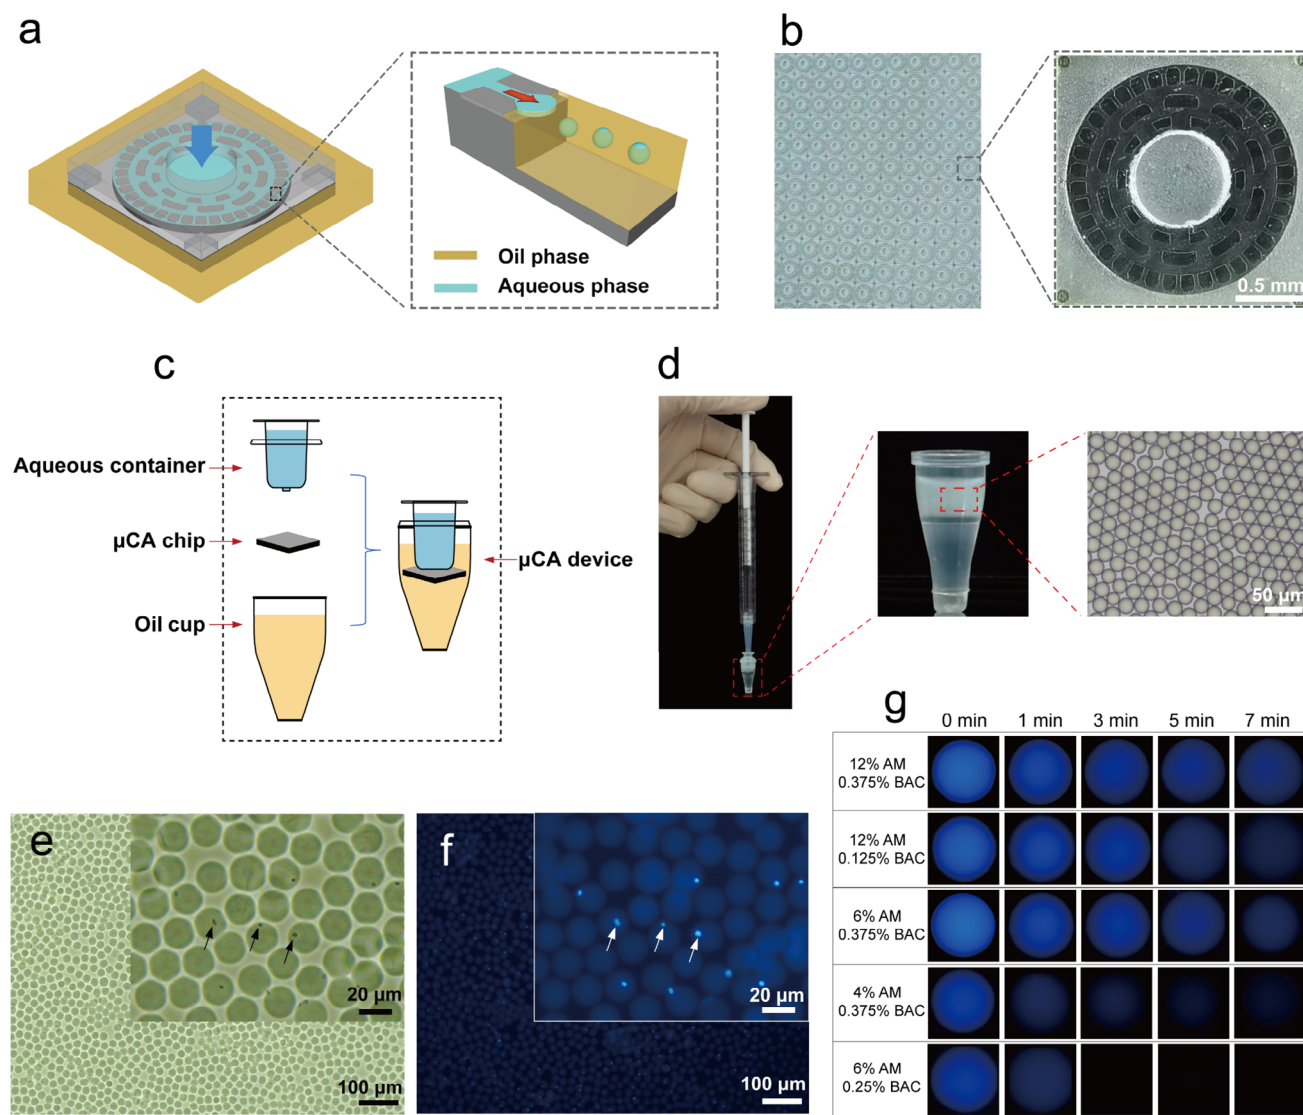 a
Oil phase
Aqueous phase
b
0.5 mm
c
Aqueous container
μCA chip
Oil cup
μCA device
d
50 μm
e
20 μm
100 μm
f
20 μm
100 μm
g
0 min 1 min 3 min 5 min 7 min
12% AM
0.375% BAC
12% AM
0.125% BAC
6% AM
0.375% BAC
4% AM
0.375% BAC
6% AM
0.25% BAC